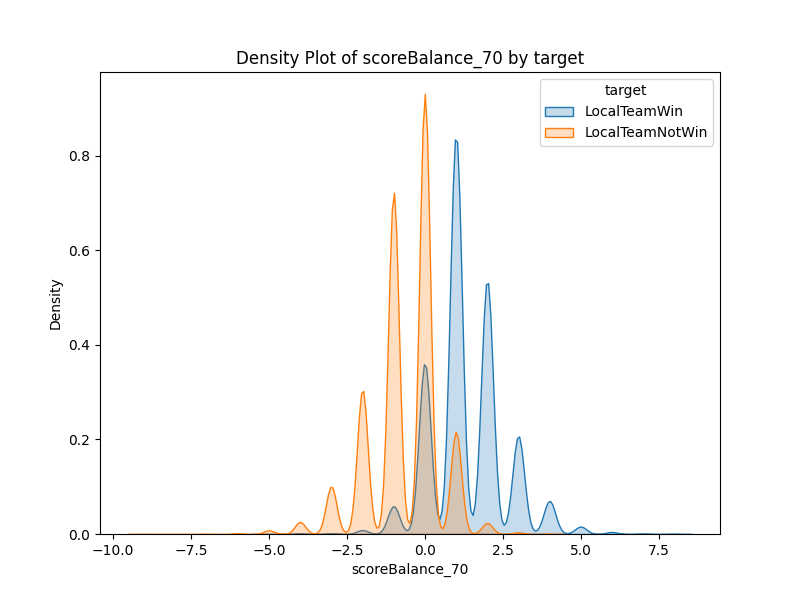 Density Plot of scoreBalance_70 by target
target
LocalTeamWin
LocalTeamNotWin
Density
0.8
0.6
0.4
0.2
0.0
−10.0 −7.5 −5.0 −2.5 0.0 2.5 5.0 7.5
scoreBalance_70